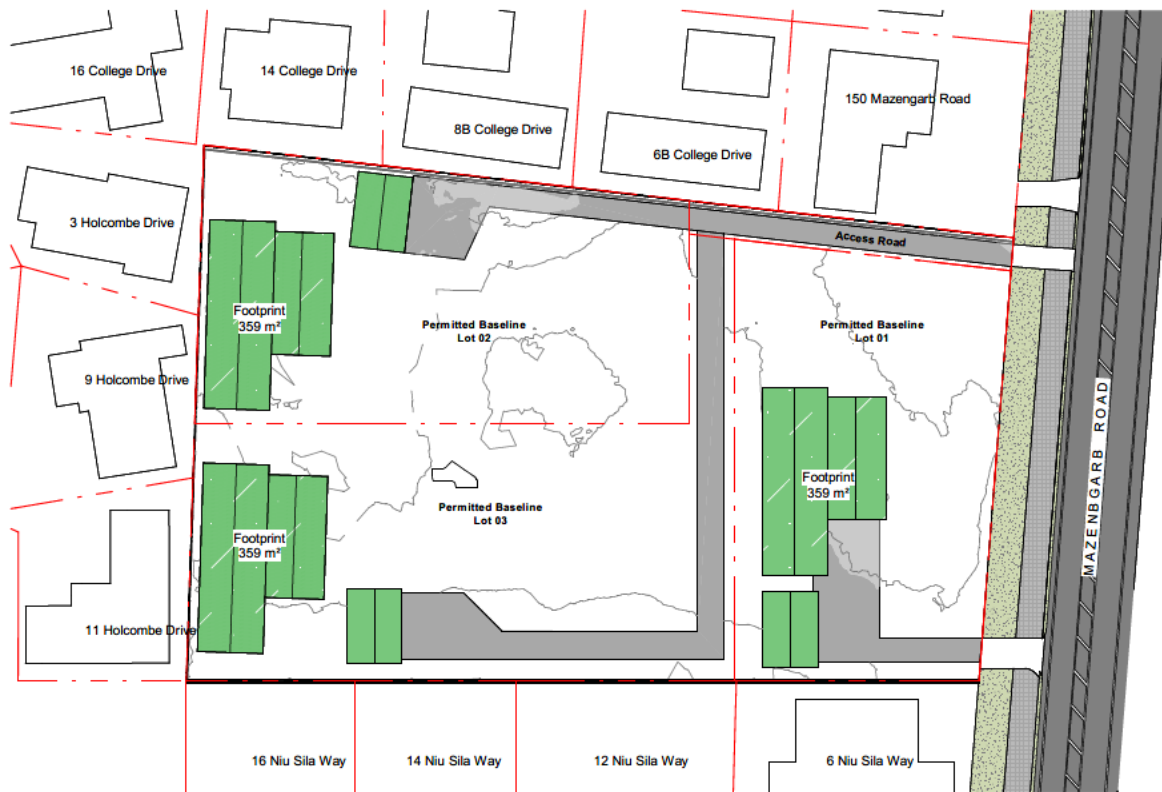 16 College Drive
14 College Drive
8B College Drive
6B College Drive
150 Mazengarb Road
3 Holcombe Drive
9 Holcombe Drive
11 Holcombe Drive
Access Road
Footprint
359 m²
Permitted Baseline
Lot 02
Permitted Baseline
Lot 01
Footprint
359 m²
Permitted Baseline
Lot 03
Footprint
359 m²
MAZENBGARB ROAD
16 Niu Sila Way
14 Niu Sila Way
12 Niu Sila Way
6 Niu Sila Way